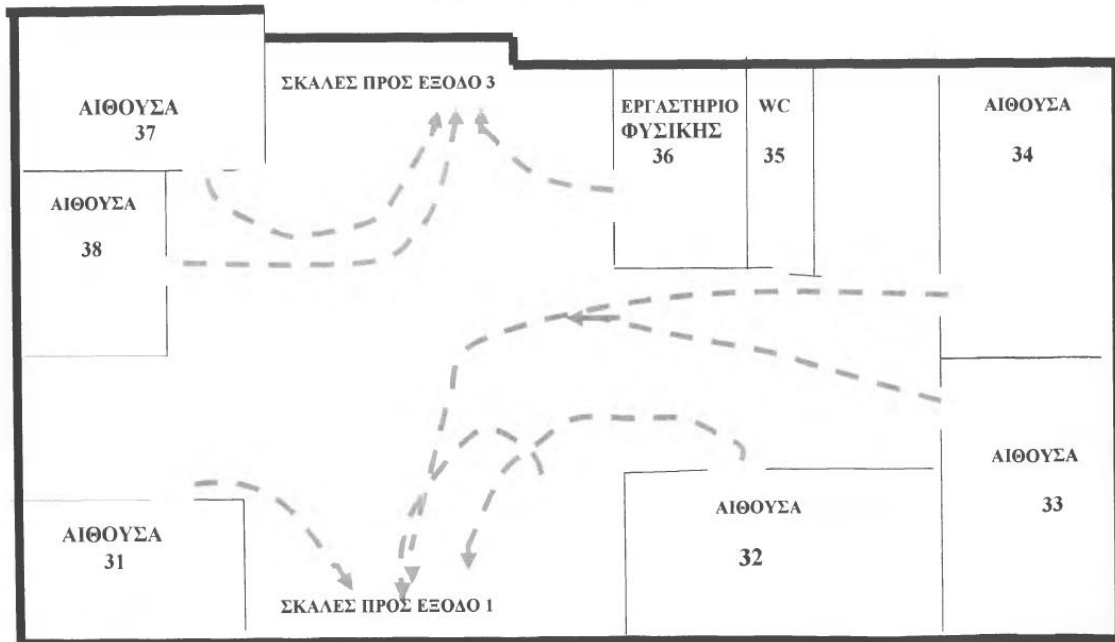 ΣΚΑΛΕΣ ΠΡΟΣ ΕΞΟΔΟ 3
ΑΙΘΟΥΣΑ
37
ΕΡΓΑΣΤΗΡΙΟ
ΦΥΣΙΚΗΣ
36
WC
35
ΑΙΘΟΥΣΑ
34
ΑΙΘΟΥΣΑ
38
ΑΙΘΟΥΣΑ
33
ΑΙΘΟΥΣΑ
32
ΑΙΘΟΥΣΑ
31
ΣΚΑΛΕΣ ΠΡΟΣ ΕΞΟΔΟ 1